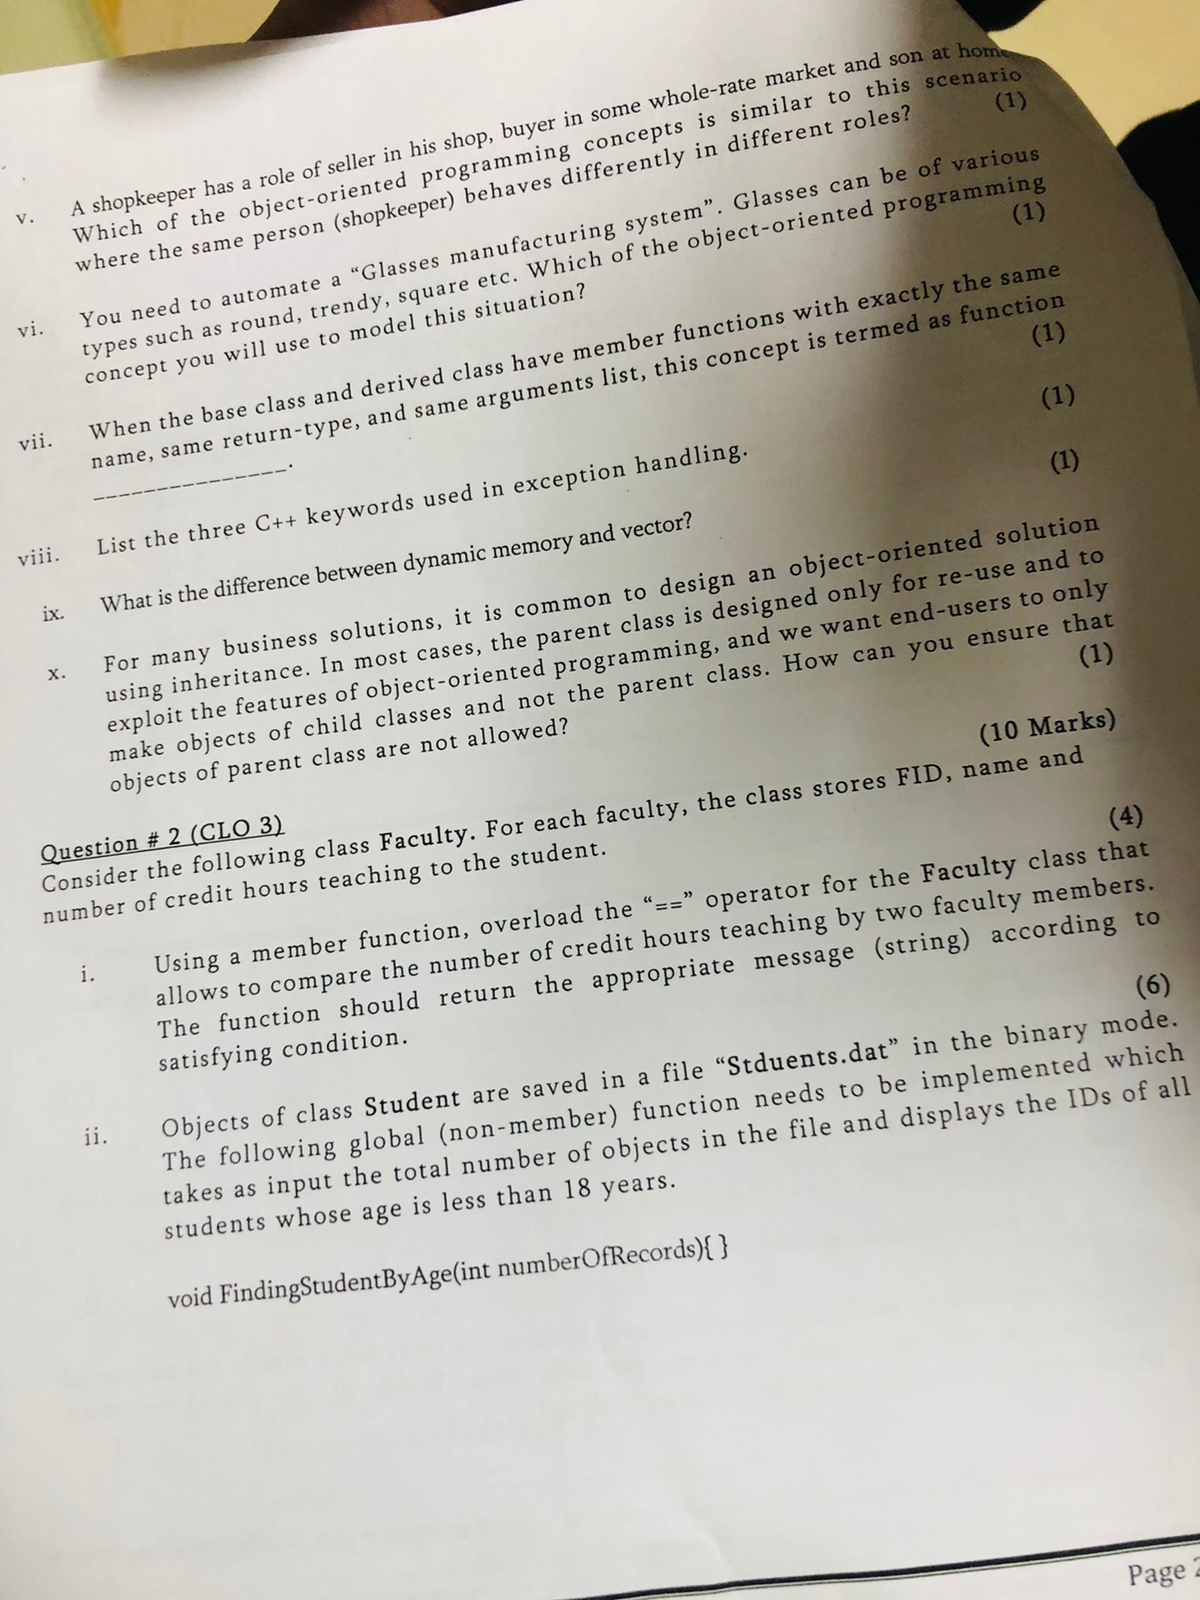 v. A shopkeeper has a role of seller in his shop, buyer in some whole-rate market and son at home
Which of the object-oriented programming concepts is similar to this scenario
where the same person (shopkeeper) behaves differently in different roles? (1)
vi. You need to automate a “Glasses manufacturing system”. Glasses can be of various
types such as round, trendy, square etc. Which of the object-oriented programming
concept you will use to model this situation? (1)
vii. When the base class and derived class have member functions with exactly the same
name, same return-type, and same arguments list, this concept is termed as function
_______________. (1)
viii. List the three C++ keywords used in exception handling. (1)
ix. What is the difference between dynamic memory and vector? (1)
x. For many business solutions, it is common to design an object-oriented solution
using inheritance. In most cases, the parent class is designed only for re-use and to
exploit the features of object-oriented programming, and we want end-users to only
make objects of child classes and not the parent class. How can you ensure that
objects of parent class are not allowed? (1)
Question # 2 (CLO 3) (10 Marks)
Consider the following class Faculty. For each faculty, the class stores FID, name and
number of credit hours teaching to the student.
(4)
i. Using a member function, overload the “==” operator for the Faculty class that
allows to compare the number of credit hours teaching by two faculty members.
The function should return the appropriate message (string) according to
satisfying condition.
(6)
ii. Objects of class Student are saved in a file “Stduents.dat” in the binary mode.
The following global (non-member) function needs to be implemented which
takes as input the total number of objects in the file and displays the IDs of all
students whose age is less than 18 years.
void FindingStudentByAge(int numberOfRecords){ }
Page 2